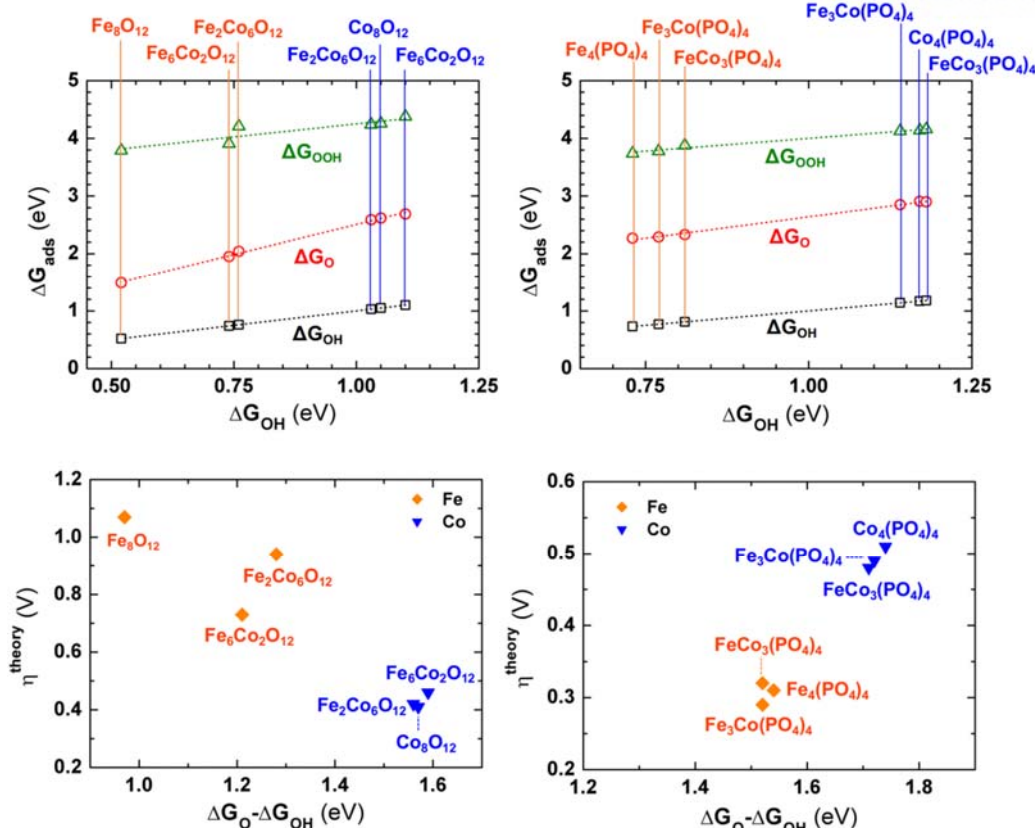 Fe8O12
Fe2Co6O12
Fe6Co2O12
Co8O12
Fe2Co6O12
Fe6Co2O12
5
4
3
2
1
0
ΔGads (eV)
ΔGOOH
ΔGO
ΔGOH
0.50 0.75 1.00 1.25
ΔGOH (eV)
Fe3Co(PO4)4
Fe3Co(PO4)4
Co4(PO4)4
Fe4(PO4)4
FeCo3(PO4)4
FeCo3(PO4)4
5
4
3
2
1
0
ΔGads (eV)
ΔGOOH
ΔGO
ΔGOH
0.75 1.00 1.25
ΔGOH (eV)
1.2
1.0
0.8
0.6
0.4
0.2
ηtheory (V)
Fe
Co
Fe8O12
Fe2Co6O12
Fe6Co2O12
Fe6Co2O12
Fe2Co6O12
Co8O12
1.0 1.2 1.4 1.6
ΔGO-ΔGOH (eV)
0.6
0.5
0.4
0.3
0.2
ηtheory (V)
Fe
Co
Co4(PO4)4
Fe3Co(PO4)4
FeCo3(PO4)4
FeCo3(PO4)4
Fe4(PO4)4
Fe3Co(PO4)4
1.2 1.4 1.6 1.8
ΔGO-ΔGOH (eV)